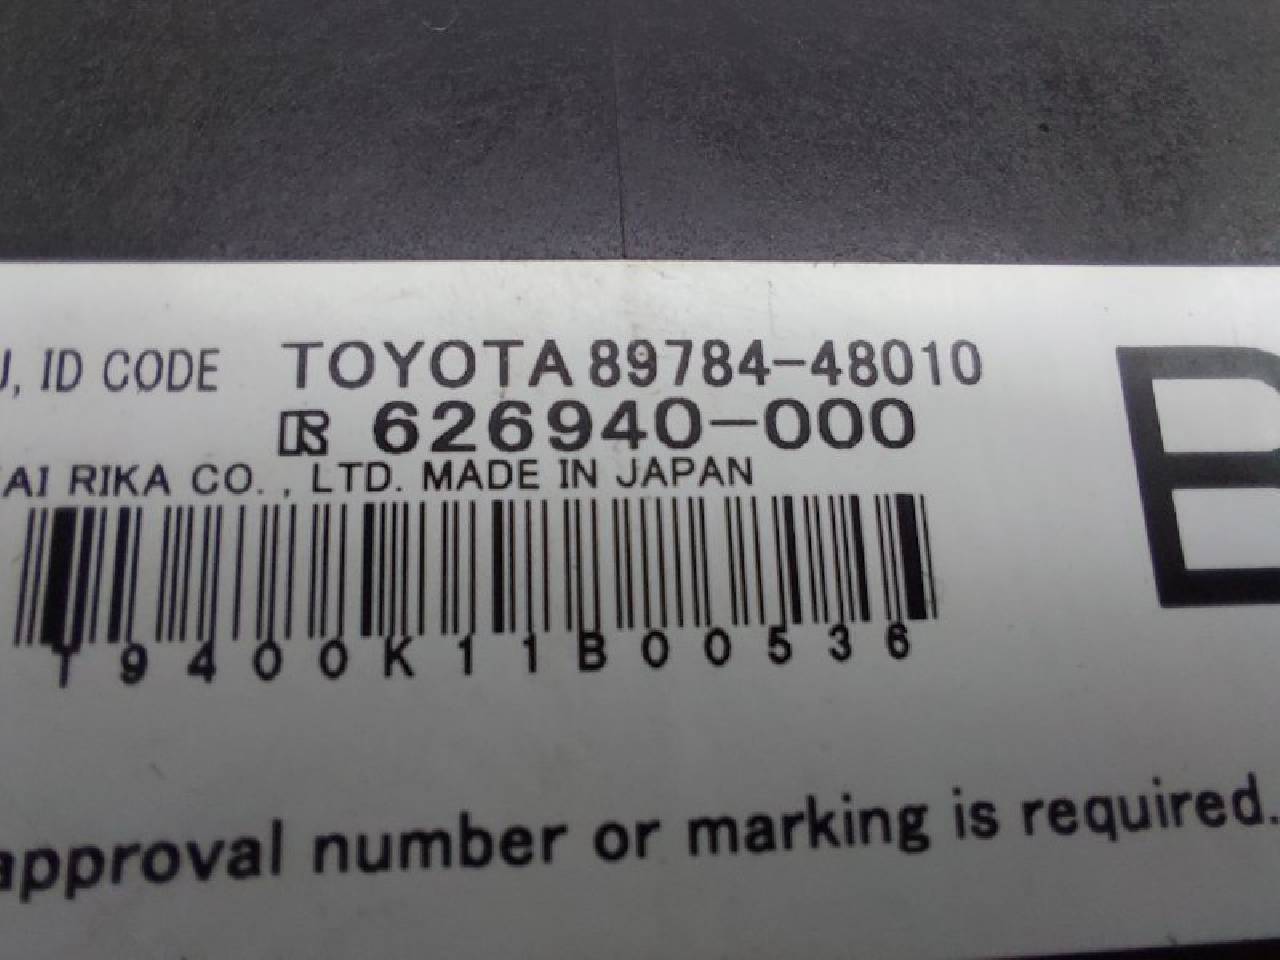 U, ID CODE TOYOTA 89784-48010
626940-000
AI RIKA CO., LTD. MADE IN JAPAN
B
Y9400K11B00536
approval number or marking is required.